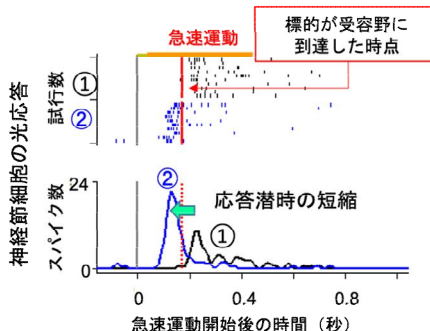 急速運動
標的が受容野に
到達した時点
神経節細胞の光応答
試行数
①
②
スパイク数
24
0
②
応答潜時の短縮
①
0
0.4
0.8
急速運動開始後の時間（秒）